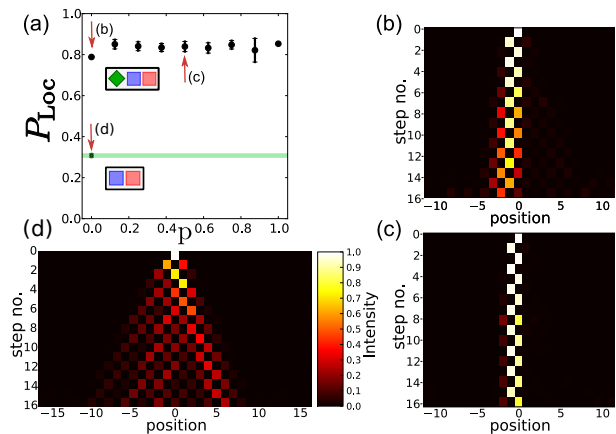 (a)
1.0
0.8
0.6
0.4
0.2
0.0
P_Loc
(b)
(c)
(d)
0.0 0.2 0.4 0.6 0.8 1.0
p
(b)
0
2
4
6
8
10
12
14
16
step no.
−10 −5 0 5 10
position
(d)
0
2
4
6
8
10
12
14
16
step no.
−15 −10 −5 0 5 10 15
position
1.0
0.9
0.8
0.7
0.6
0.5
0.4
0.3
0.2
0.1
0.0
Intensity
(c)
0
2
4
6
8
10
12
14
16
step no.
−10 −5 0 5 10
position